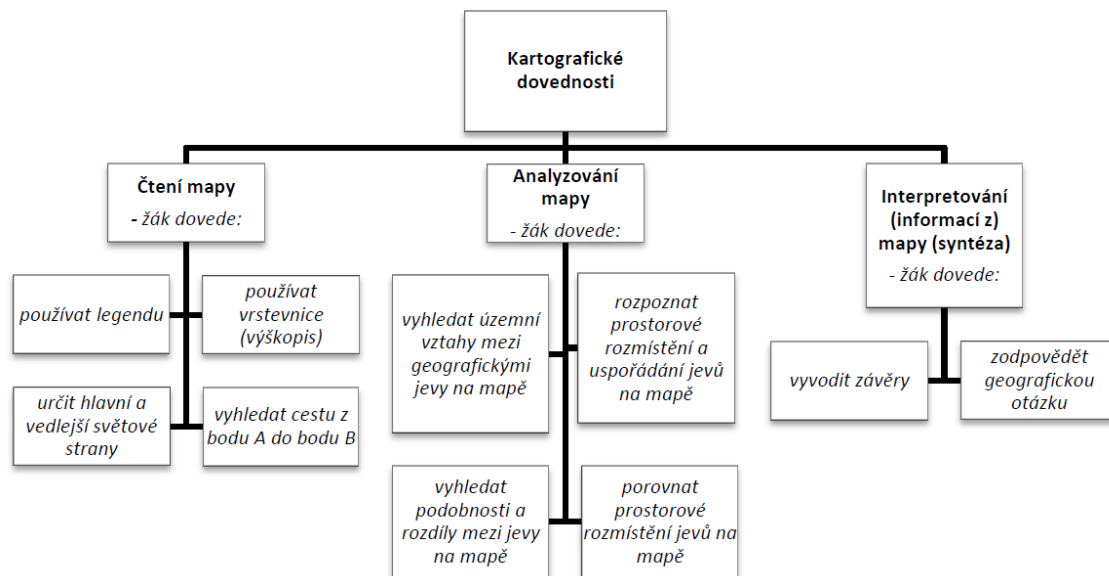 Kartografické
dovednosti
Čtení mapy
- žák dovede:
používat legendu
používat
vrstevnice
(výškopis)
určit hlavní a
vedlejší světové
strany
vyhledat cestu z
bodu A do bodu B
Analyzování
mapy
- žák dovede:
vyhledat územní
vztahy mezi
geografickými
jevy na mapě
rozpoznat
prostorové
rozmístění a
uspořádání jevů
na mapě
vyhledat
podobnosti a
rozdíly mezi jevy
na mapě
porovnat
prostorové
rozmístění jevů na
mapě
Interpretování
(informací z)
mapy (syntéza)
- žák dovede:
vyvodit závěry
zodpovědět
geografickou
otázku